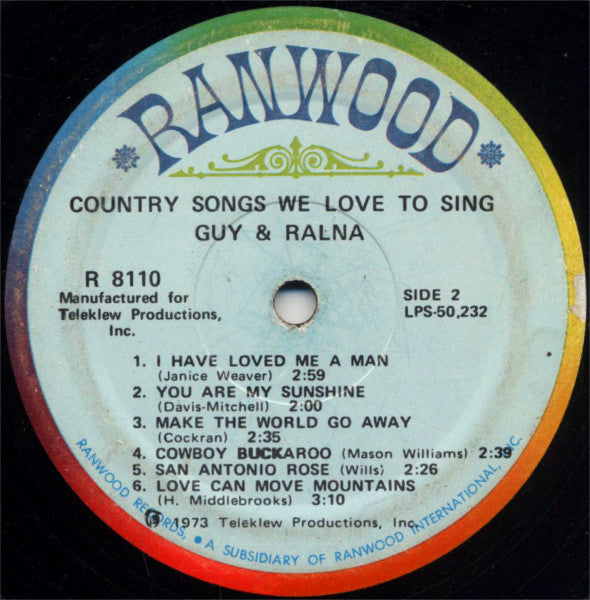 RANWOOD
COUNTRY SONGS WE LOVE TO SING
GUY & RALNA
R 8110
Manufactured for
Teleklew Productions,
Inc.
SIDE 2
LPS-50,232
1. I HAVE LOVED ME A MAN
(Janice Weaver) 2:59
2. YOU ARE MY SUNSHINE
(Davis-Mitchell) 2:00
3. MAKE THE WORLD GO AWAY
(Cockran) 2:35
4. COWBOY BUCKAROO (Mason Williams) 2:39
5. SAN ANTONIO ROSE (Wills) 2:26
6. LOVE CAN MOVE MOUNTAINS
(H. Middlebrooks) 3:10
℗ 1973 Teleklew Productions, Inc.
RANWOOD RECORDS, • A SUBSIDIARY OF RANWOOD INTERNATIONAL, INC.